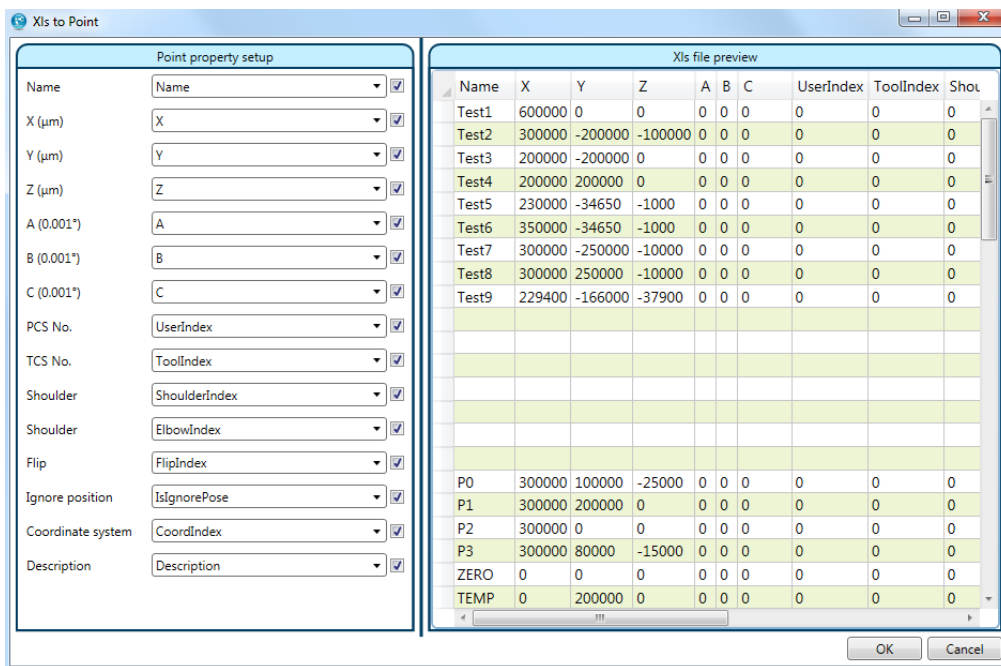 Xls to Point
Point property setup
Name Name
X (μm) X
Y (μm) Y
Z (μm) Z
A (0.001°) A
B (0.001°) B
C (0.001°) C
PCS No. UserIndex
TCS No. ToolIndex
Shoulder ShoulderIndex
Shoulder ElbowIndex
Flip FlipIndex
Ignore position IsIgnorePose
Coordinate system CoordIndex
Description Description
Xls file preview
Name X Y Z A B C UserIndex ToolIndex Shou
Test1 600000 0 0 0 0 0 0 0 0
Test2 300000 -200000 -100000 0 0 0 0 0 0
Test3 200000 -200000 0 0 0 0 0 0 0
Test4 200000 200000 0 0 0 0 0 0 0
Test5 230000 -34650 -1000 0 0 0 0 0 0
Test6 350000 -34650 -1000 0 0 0 0 0 0
Test7 300000 -250000 -10000 0 0 0 0 0 0
Test8 300000 250000 -10000 0 0 0 0 0 0
Test9 229400 -166000 -37900 0 0 0 0 0 0
P0 300000 100000 -25000 0 0 0 0 0 0
P1 300000 200000 0 0 0 0 0 0 0
P2 300000 0 0 0 0 0 0 0 0
P3 300000 80000 -15000 0 0 0 0 0 0
ZERO 0 0 0 0 0 0 0 0 0
TEMP 0 200000 0 0 0 0 0 0 0
OK Cancel